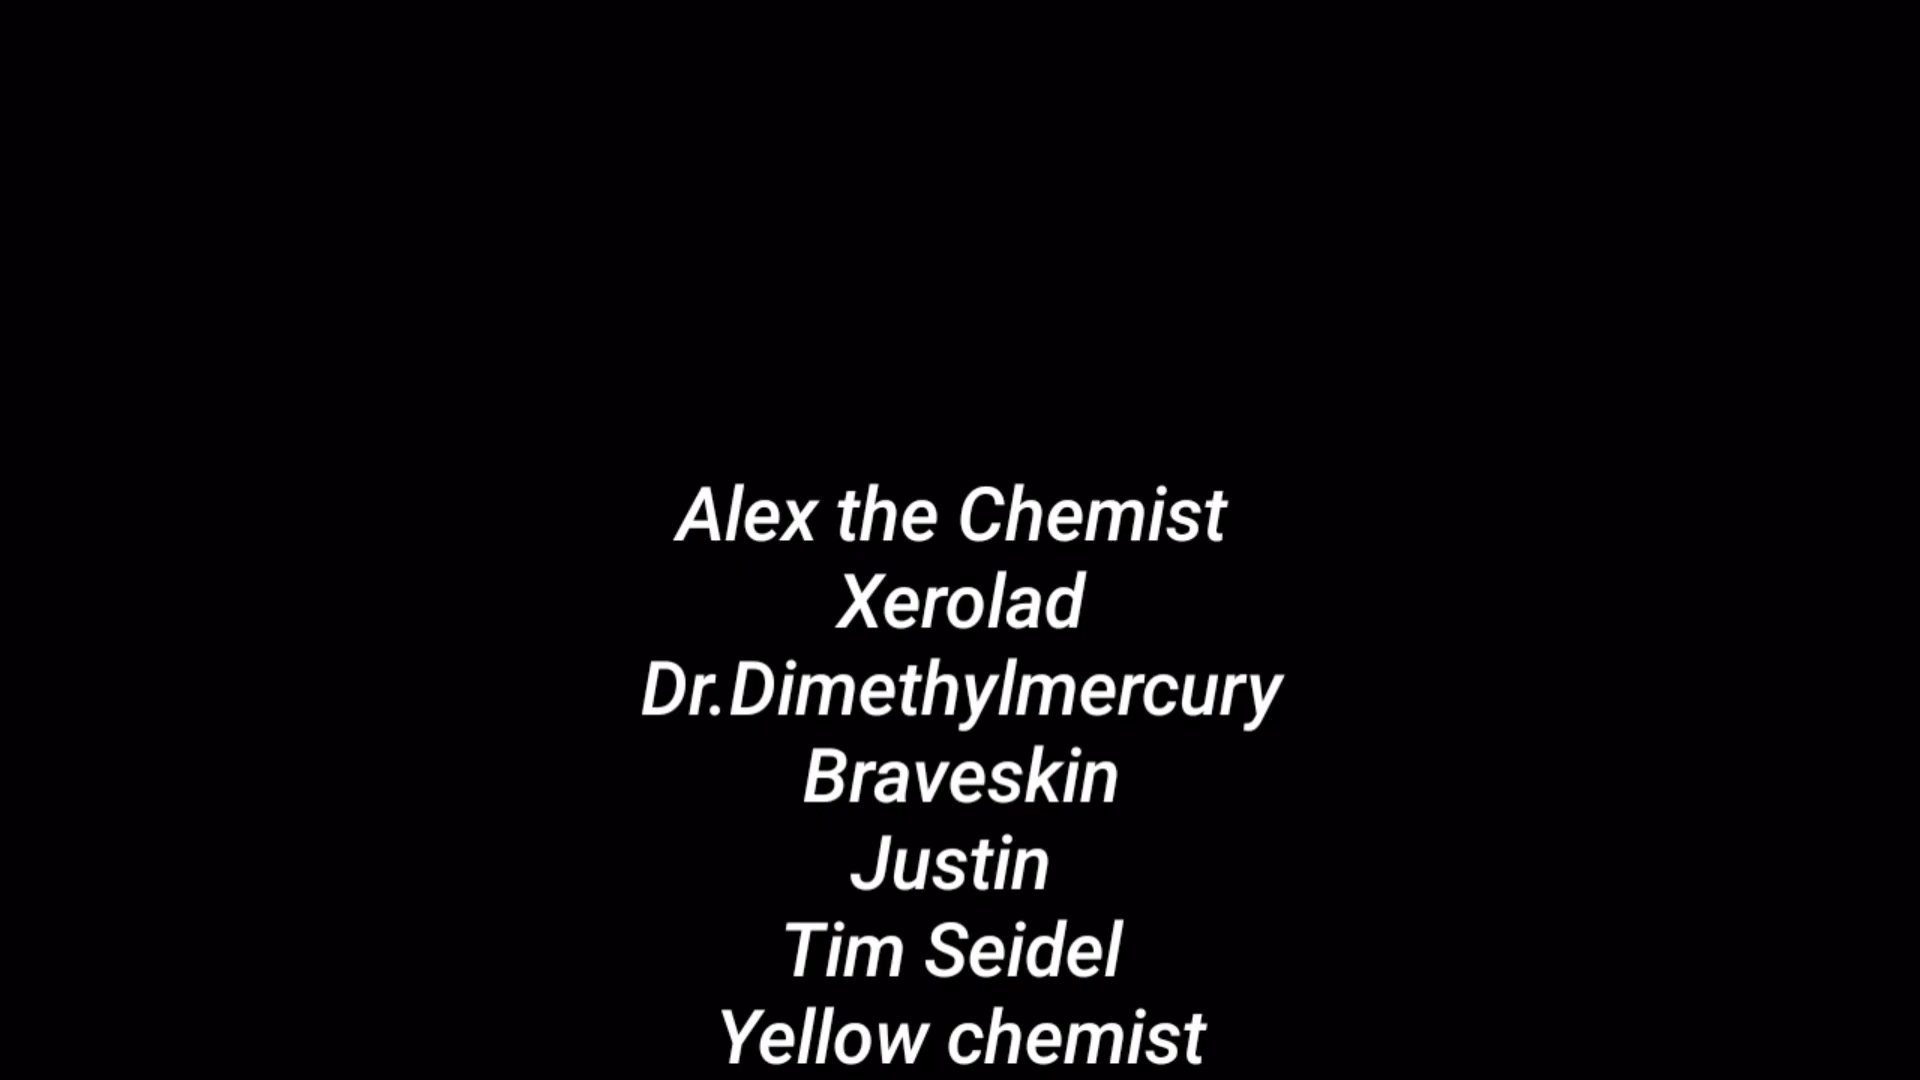 Alex the Chemist
Xerolad
Dr.Dimethylmercury
Braveskin
Justin
Tim Seidel
Yellow chemist